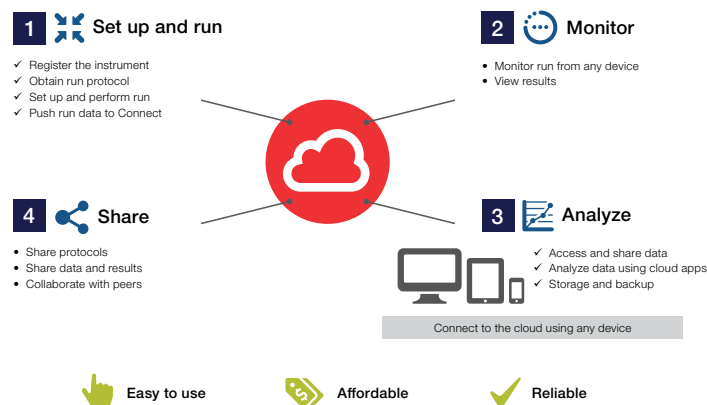 1 Set up and run
✓ Register the instrument
✓ Obtain run protocol
✓ Set up and perform run
✓ Push run data to Connect
2 Monitor
• Monitor run from any device
• View results
4 Share
• Share protocols
• Share data and results
• Collaborate with peers
3 Analyze
✓ Access and share data
✓ Analyze data using cloud apps
✓ Storage and backup
Connect to the cloud using any device
Easy to use
$ Affordable
Reliable